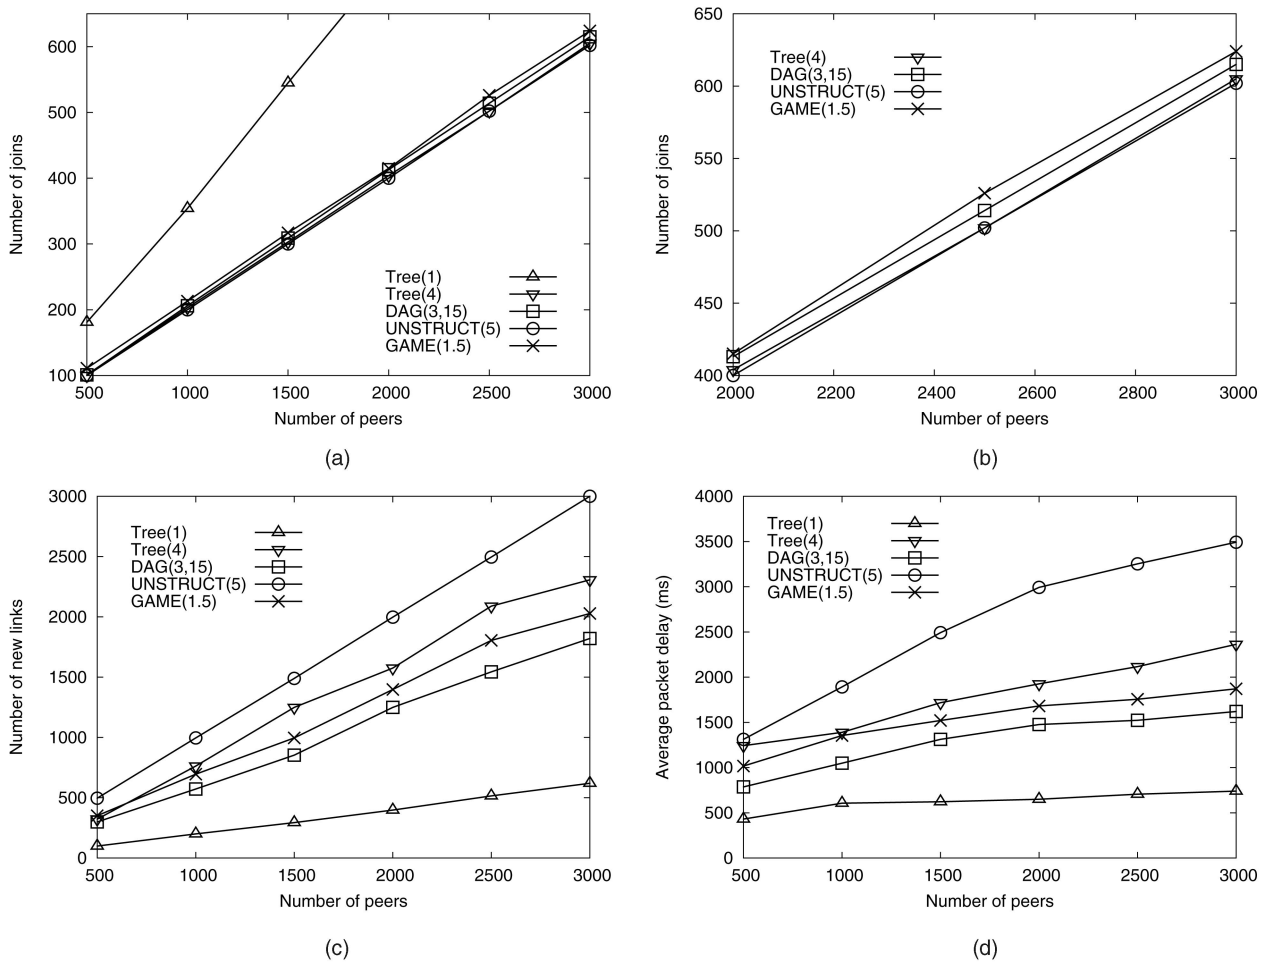 600
500
400
300
200
100
500
1000
1500
2000
2500
3000
Number of joins
Number of peers
Tree(1)
Tree(4)
DAG(3,15)
UNSTRUCT(5)
GAME(1.5)
(a)
650
600
550
500
450
400
2000
2200
2400
2600
2800
3000
Number of joins
Number of peers
Tree(4)
DAG(3,15)
UNSTRUCT(5)
GAME(1.5)
(b)
3000
2500
2000
1500
1000
500
0
500
1000
1500
2000
2500
3000
Number of new links
Number of peers
Tree(1)
Tree(4)
DAG(3,15)
UNSTRUCT(5)
GAME(1.5)
(c)
4000
3500
3000
2500
2000
1500
1000
500
0
500
1000
1500
2000
2500
3000
Average packet delay (ms)
Number of peers
Tree(1)
Tree(4)
DAG(3,15)
UNSTRUCT(5)
GAME(1.5)
(d)